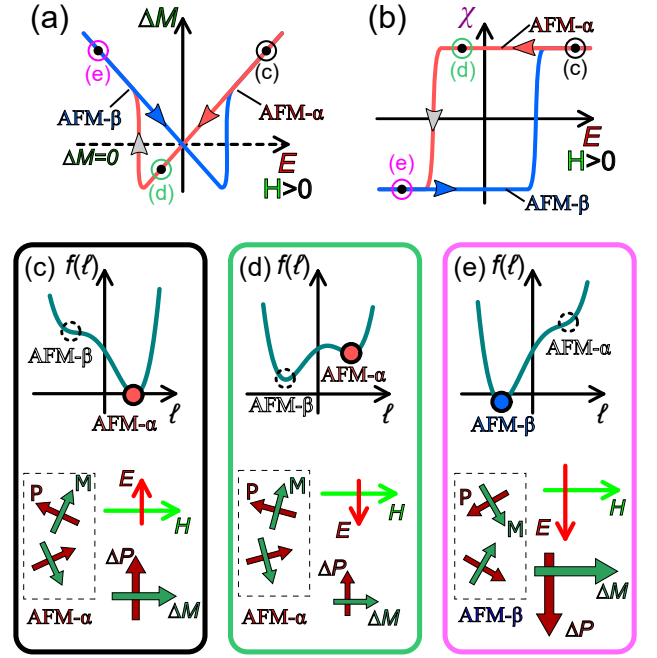 (a)
ΔM
(e)
(c)
AFM-β
AFM-α
ΔM=0
E
(d)
H>0
(b)
χ
AFM-α
(d)
(c)
E
(e)
H>0
AFM-β
(c)
f(ℓ)
AFM-β
ℓ
AFM-α
P
M
E
H
ΔP
ΔM
AFM-α
(d)
f(ℓ)
AFM-α
AFM-β
ℓ
P
M
H
E
ΔP
ΔM
AFM-α
(e)
f(ℓ)
AFM-α
ℓ
AFM-β
P
M
H
E
ΔM
ΔP
AFM-β